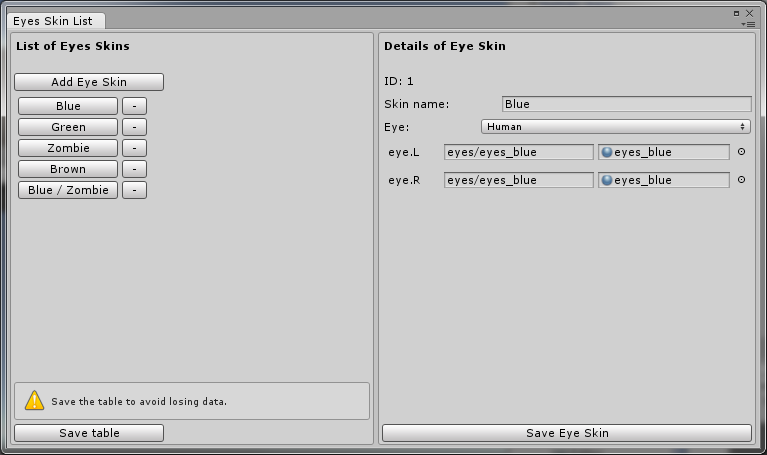 Eyes Skin List
List of Eyes Skins
Add Eye Skin
Blue -
Green -
Zombie -
Brown -
Blue / Zombie -
Save the table to avoid losing data.
Save table
Details of Eye Skin
ID: 1
Skin name: Blue
Eye: Human
eye.L eyes/eyes_blue eyes_blue
eye.R eyes/eyes_blue eyes_blue
Save Eye Skin